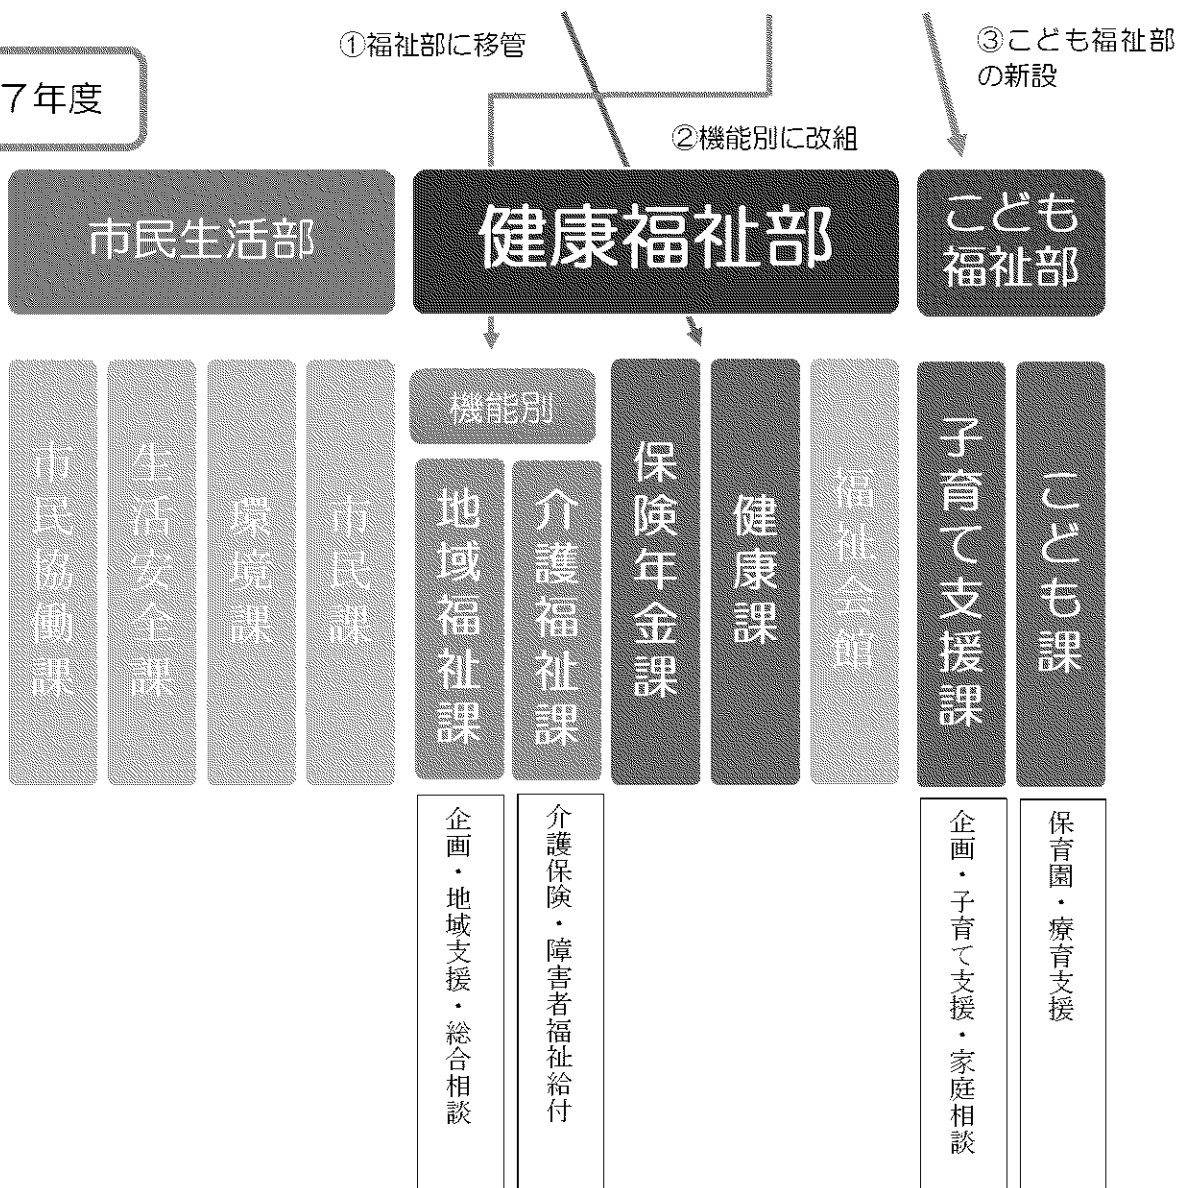 ①福祉部に移管
③こども福祉部
の新設
7年度
②機能別に改組
市民生活部
健康福祉部
こども
福祉部
市民協働課
生活安全課
環境課
市民課
機能別
地域福祉課
介護福祉課
保険年金課
健康課
福祉会館
子育て支援課
こども課
企画・地域支援・総合相談
介護保険・障害者福祉給付
企画・子育て支援・家庭相談
保育園・療育支援